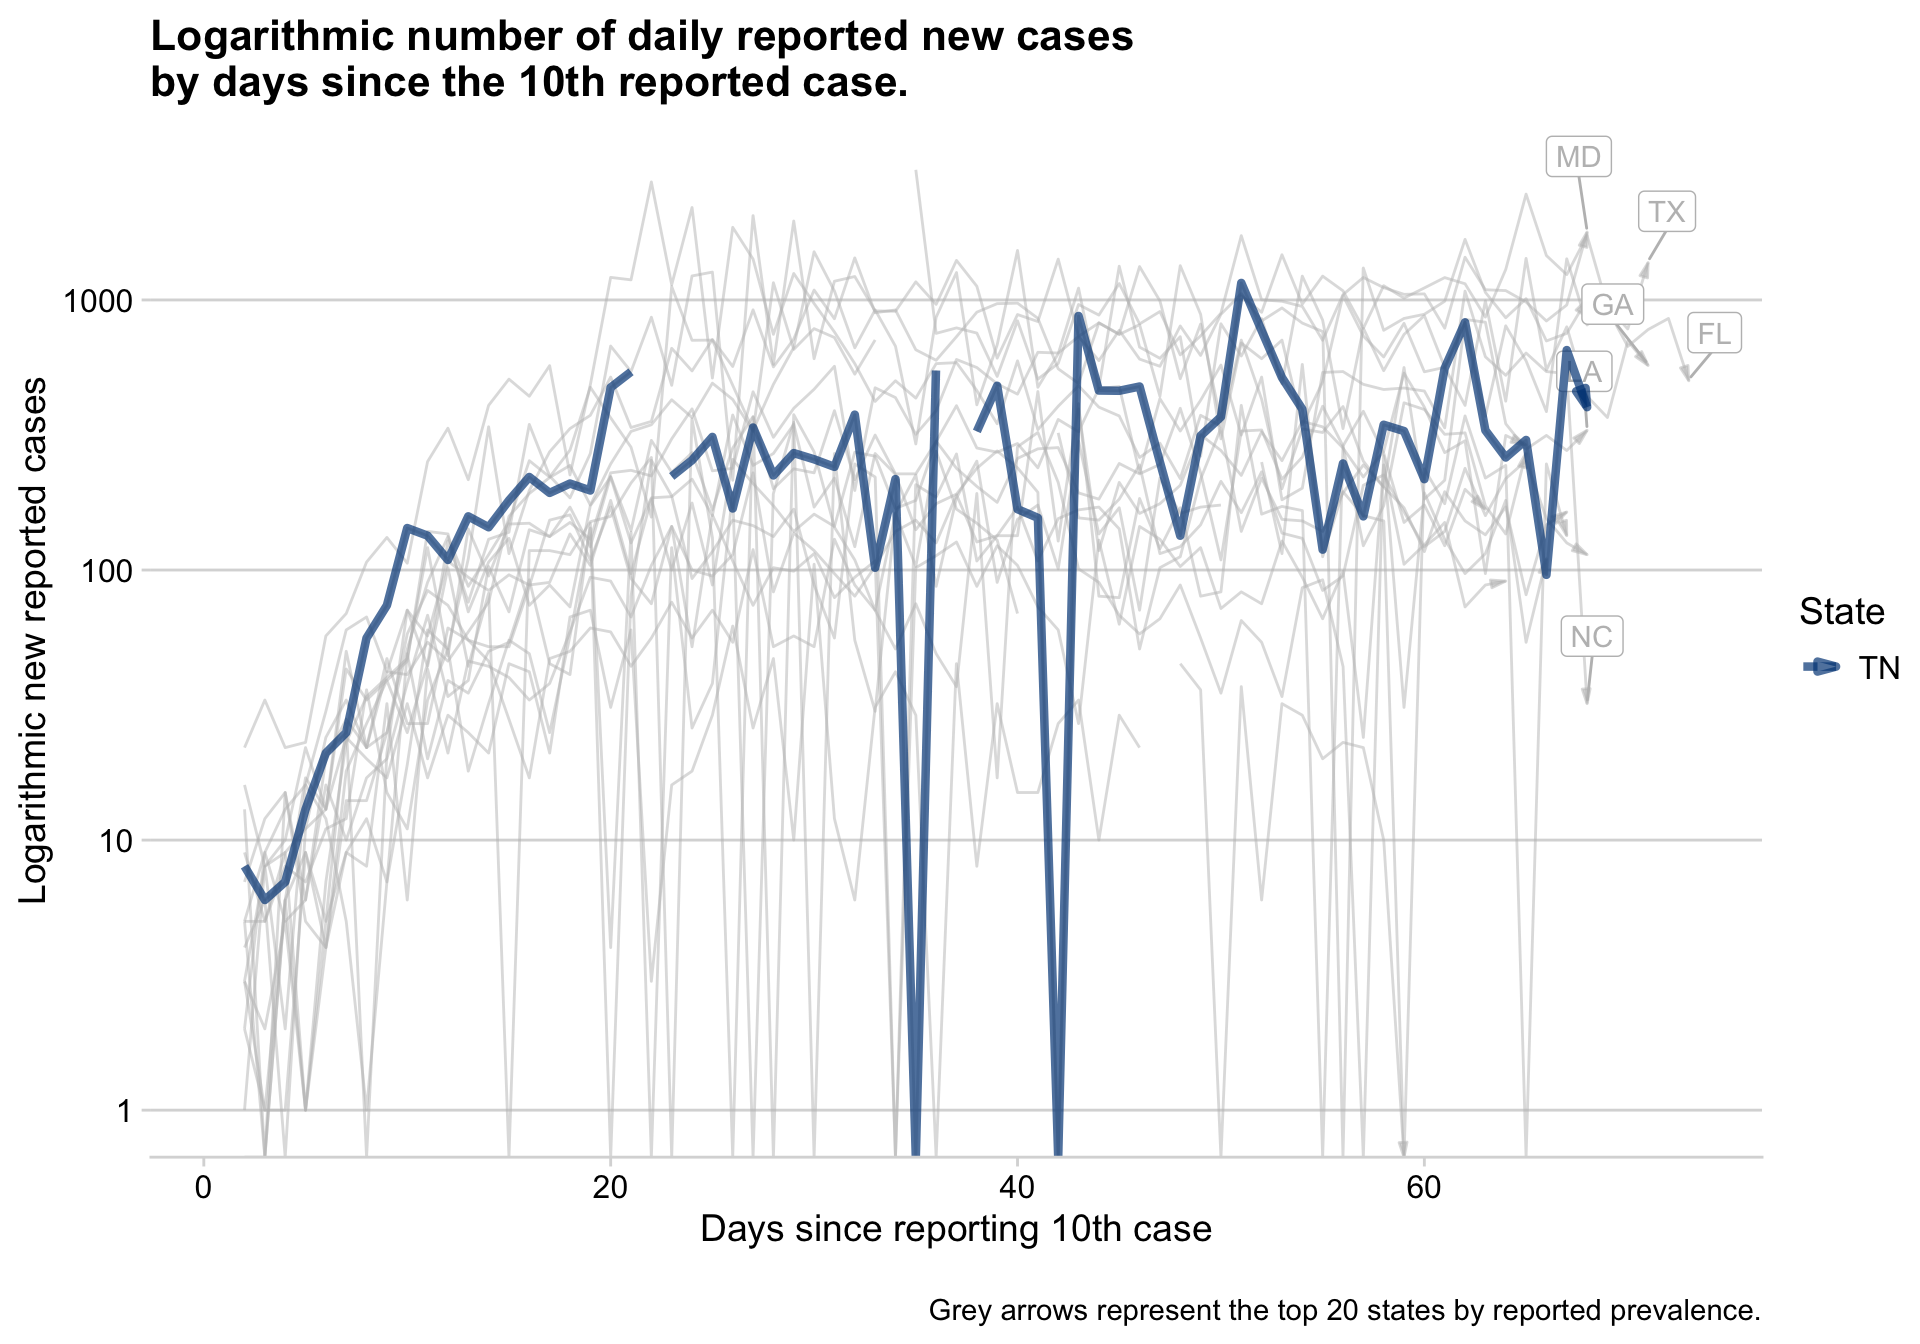 Logarithmic number of daily reported new cases
by days since the 10th reported case.
MD
TX
GA
FL
1000
100
10
1
Logarithmic new reported cases
NC
State
TN
0
20
40
60
Days since reporting 10th case
Grey arrows represent the top 20 states by reported prevalence.